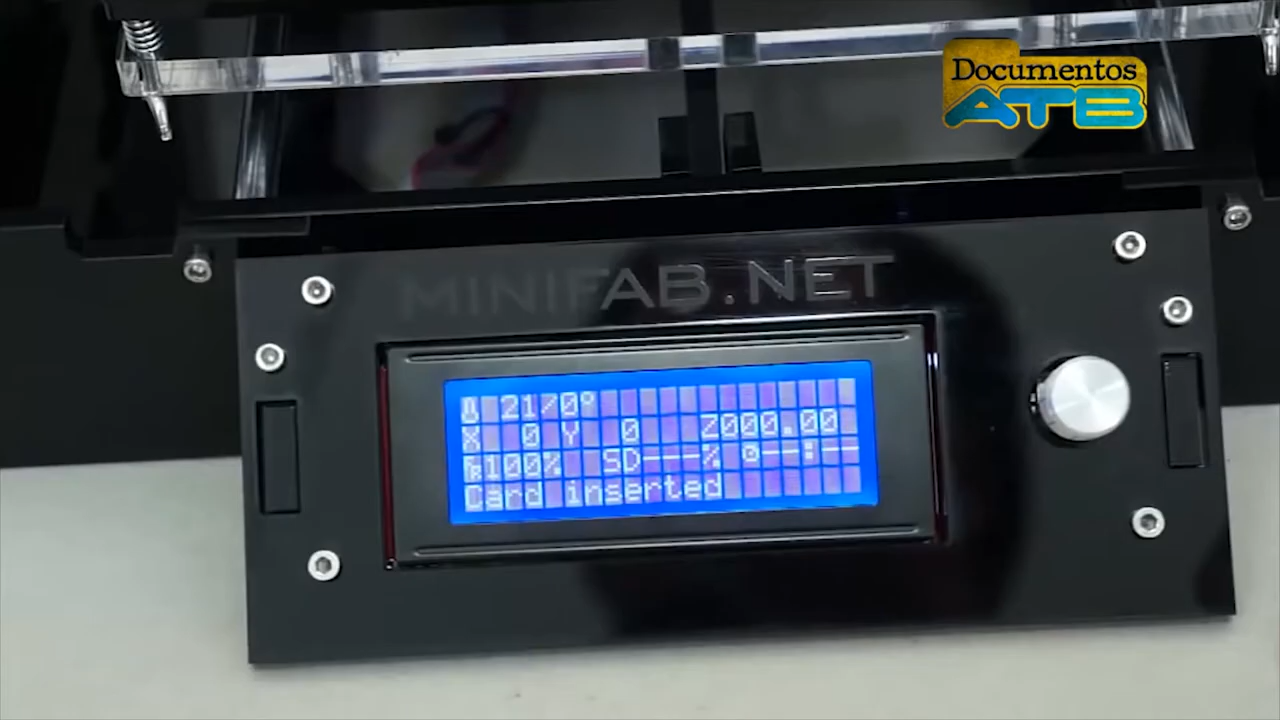 Documentos
ATB
MINIFAB.NET
21/0°
X 0 Y 0 Z000.00
100% SD---% --:--
Card inserted